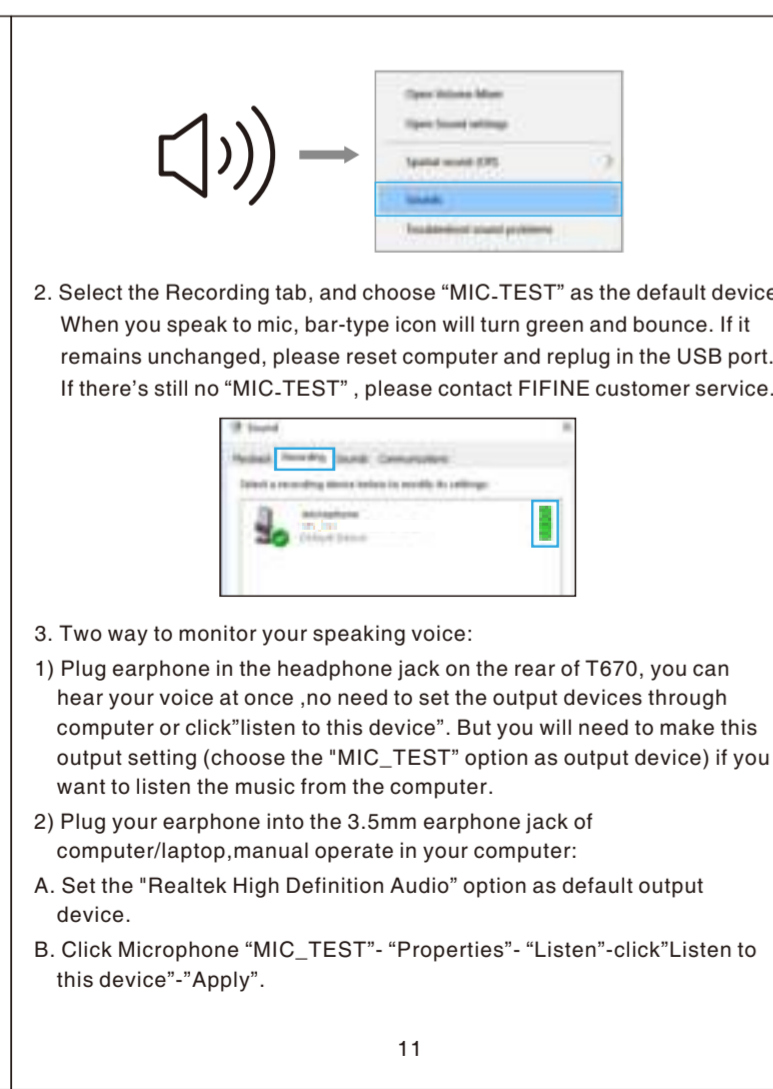 Open Volume Mixer
Open Sound settings
Spatial sound (Off)
Sounds
Troubleshoot sound problems
2. Select the Recording tab, and choose “MIC-TEST” as the default device
When you speak to mic, bar-type icon will turn green and bounce. If it
remains unchanged, please reset computer and replug in the USB port.
If there’s still no “MIC-TEST” , please contact FIFINE customer service.
Sound
Playback Recording Sounds Communications
Select a recording device below to modify its settings:
Microphone
Default Device
3. Two way to monitor your speaking voice:
1) Plug earphone in the headphone jack on the rear of T670, you can
hear your voice at once ,no need to set the output devices through
computer or click”listen to this device”. But you will need to make this
output setting (choose the "MIC_TEST” option as output device) if you
want to listen the music from the computer.
2) Plug your earphone into the 3.5mm earphone jack of
computer/laptop,manual operate in your computer:
A. Set the "Realtek High Definition Audio” option as default output
device.
B. Click Microphone “MIC_TEST”- “Properties”- “Listen”-click”Listen to
this device”-”Apply”.
11